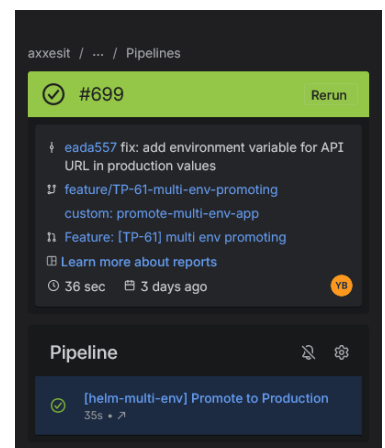 axxesit / ... / Pipelines
#699
Rerun
eada557 fix: add environment variable for API
URL in production values
feature/TP-61-multi-env-promoting
custom: promote-multi-env-app
Feature: [TP-61] multi env promoting
Learn more about reports
36 sec 3 days ago YB
Pipeline
[helm-multi-env] Promote to Production
35s • ↗